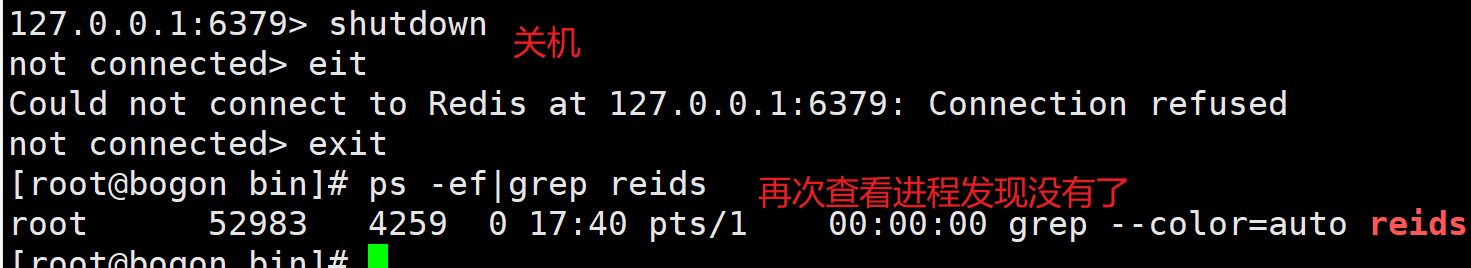 127.0.0.1:6379> shutdown
关机
not connected> eit
Could not connect to Redis at 127.0.0.1:6379: Connection refused
not connected> exit
[root@bogon bin]# ps -ef|grep reids
再次查看进程发现没有了
root      52983   4259  0 17:40 pts/1    00:00:00 grep --color=auto reids
[root@bogon bin]#